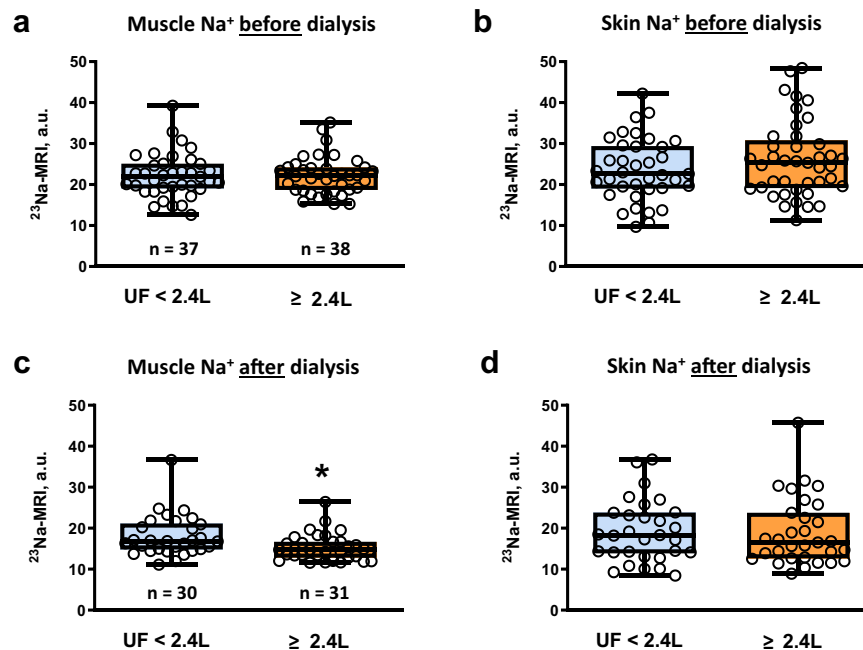 a
Muscle Na⁺ before dialysis
50
40
30
20
10
0
²³Na-MRI, a.u.
n = 37
n = 38
UF < 2.4L
≥ 2.4L
b
Skin Na⁺ before dialysis
50
40
30
20
10
0
²³Na-MRI, a.u.
UF < 2.4L
≥ 2.4L
c
Muscle Na⁺ after dialysis
50
40
30
20
10
0
²³Na-MRI, a.u.
*
n = 30
n = 31
UF < 2.4L
≥ 2.4L
d
Skin Na⁺ after dialysis
50
40
30
20
10
0
²³Na-MRI, a.u.
UF < 2.4L
≥ 2.4L